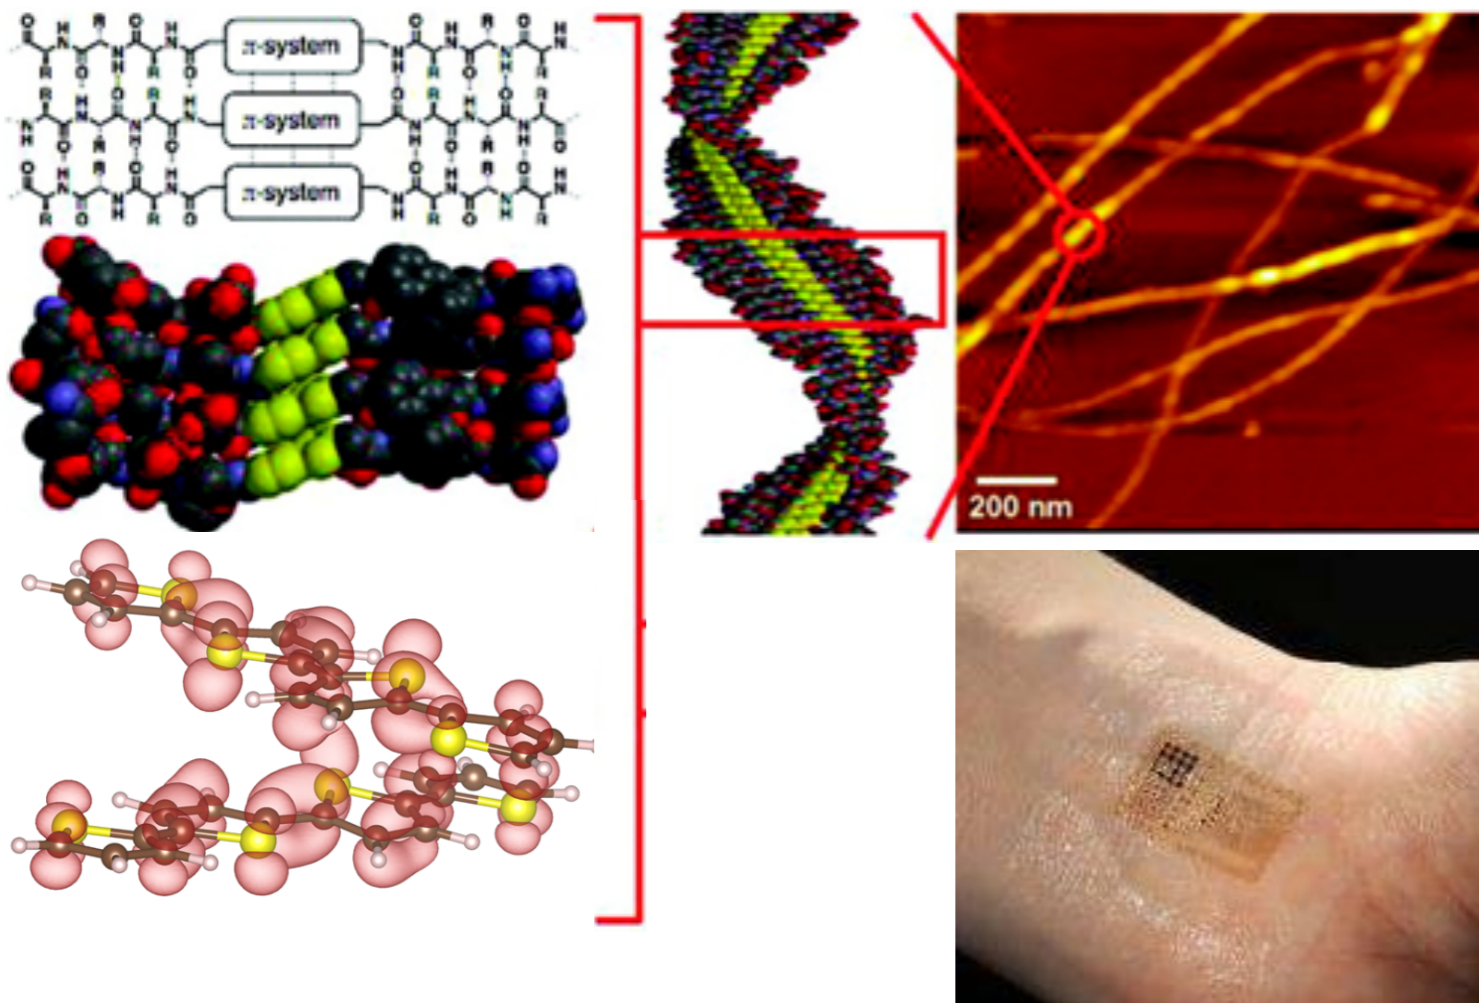 O H R O H O H R O H
N N N N N π-system N N N N N
R O H R O H R O H R
R H O R H O R H O R
N N N N N π-system N N N N N
H O R H O H O R H O
O H R O H O H R O H
N N N N N π-system N N N N N
R O H R O H R O H R
200 nm